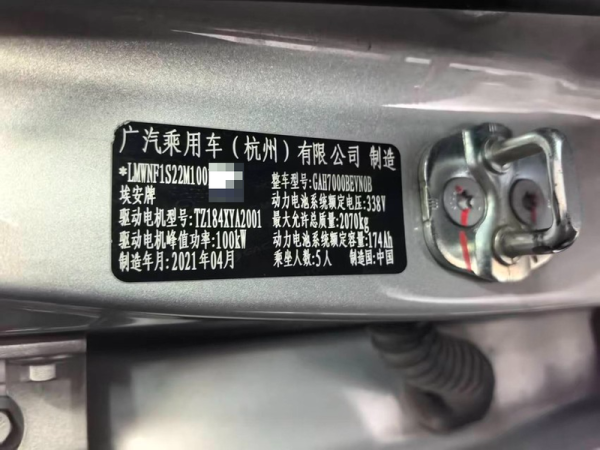 广汽乘用车(杭州)有限公司 制造
*LMWNF1S22M100
整车型号:GAH7000BEVN0B
埃安牌
动力电池系统额定电压:338V
驱动电机型号:TZ184XYA2001
最大允许总质量:2070kg
驱动电机峰值功率:100kW
动力电池系统额定容量:174Ah
制造年月:2021年04月
乘坐人数:5人
制造国:中国